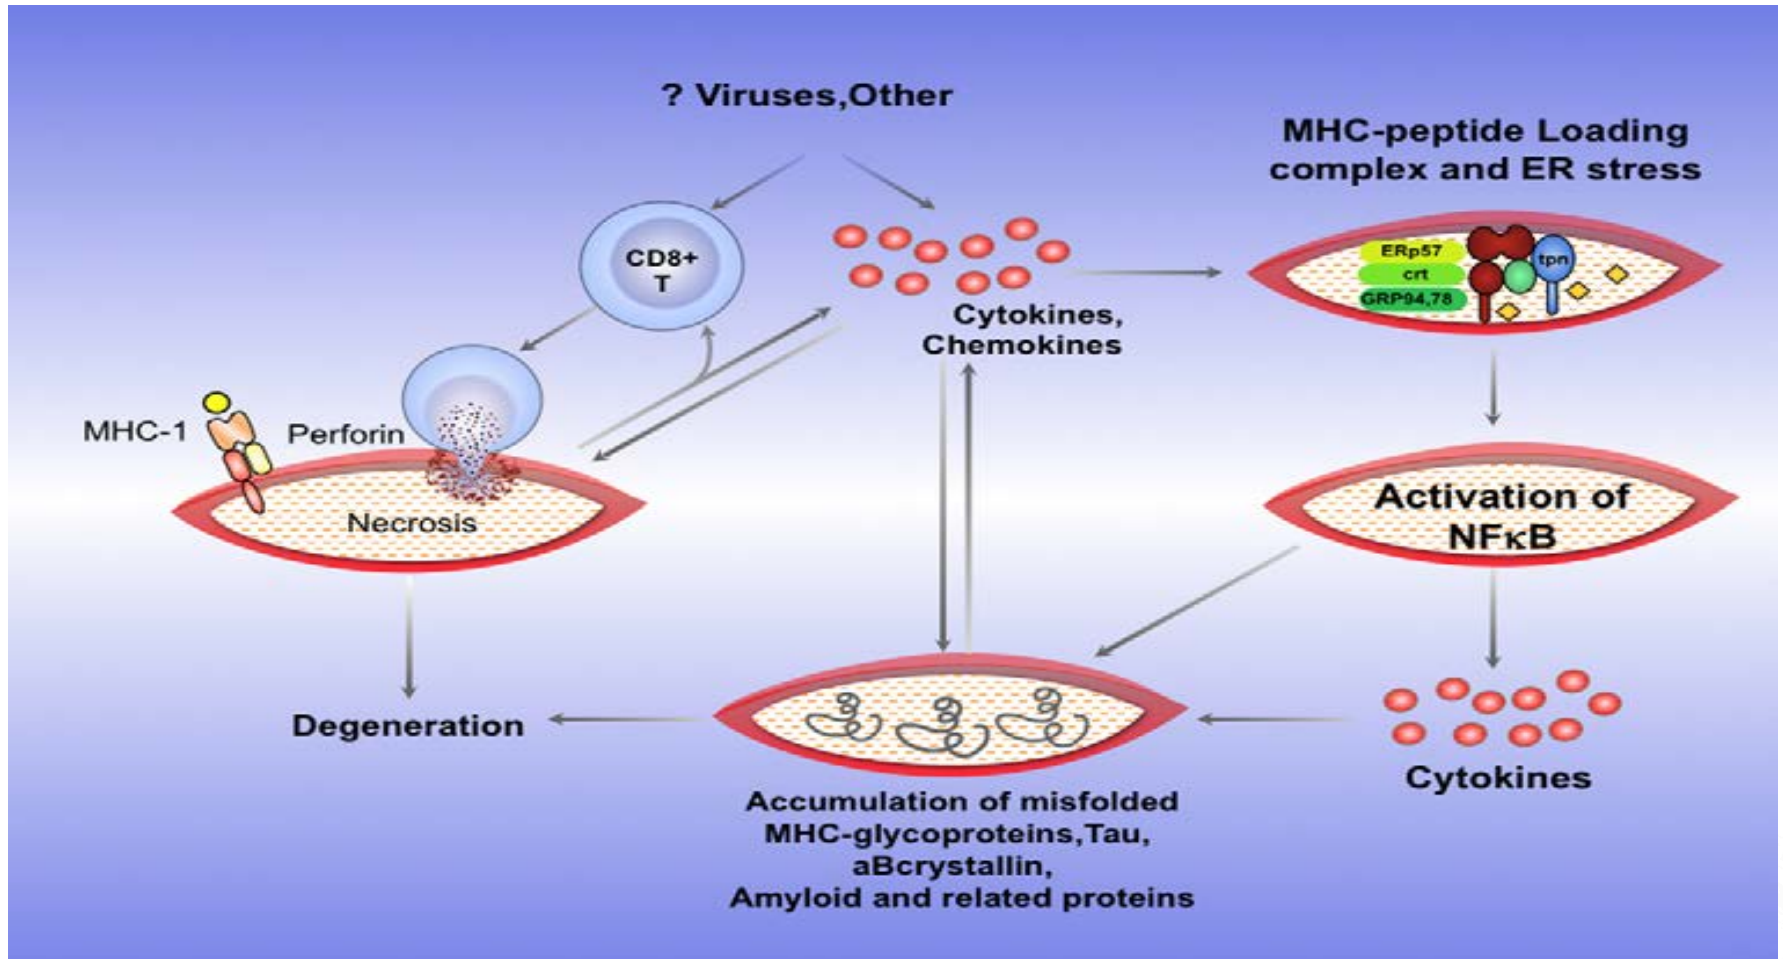 ? Viruses,Other
MHC-peptide Loading
complex and ER stress
CD8+
T
ERp57
crt
GRP94,78
tpn
Cytokines,
Chemokines
MHC-1
Perforin
Necrosis
Activation of
NFκB
Degeneration
Cytokines
Accumulation of misfolded
MHC-glycoproteins,Tau,
aBcrystallin,
Amyloid and related proteins